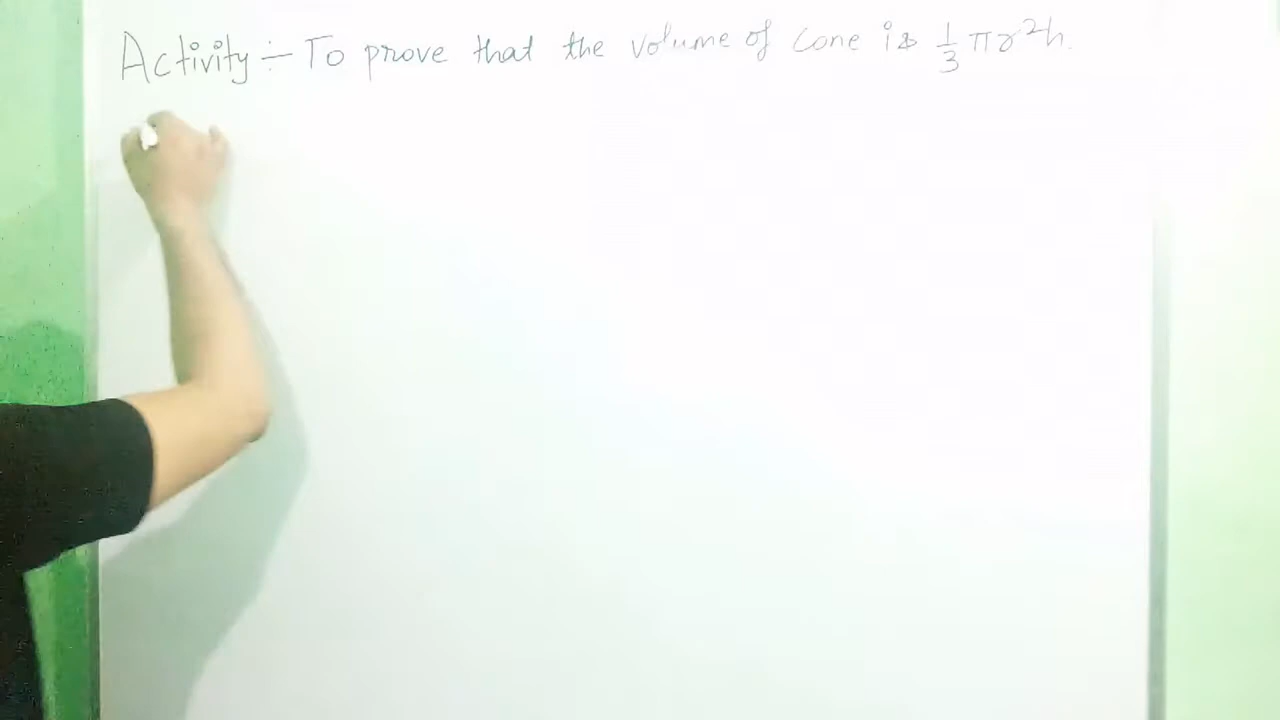 Activity :- To prove that the volume of cone is 1/3 πr²h.